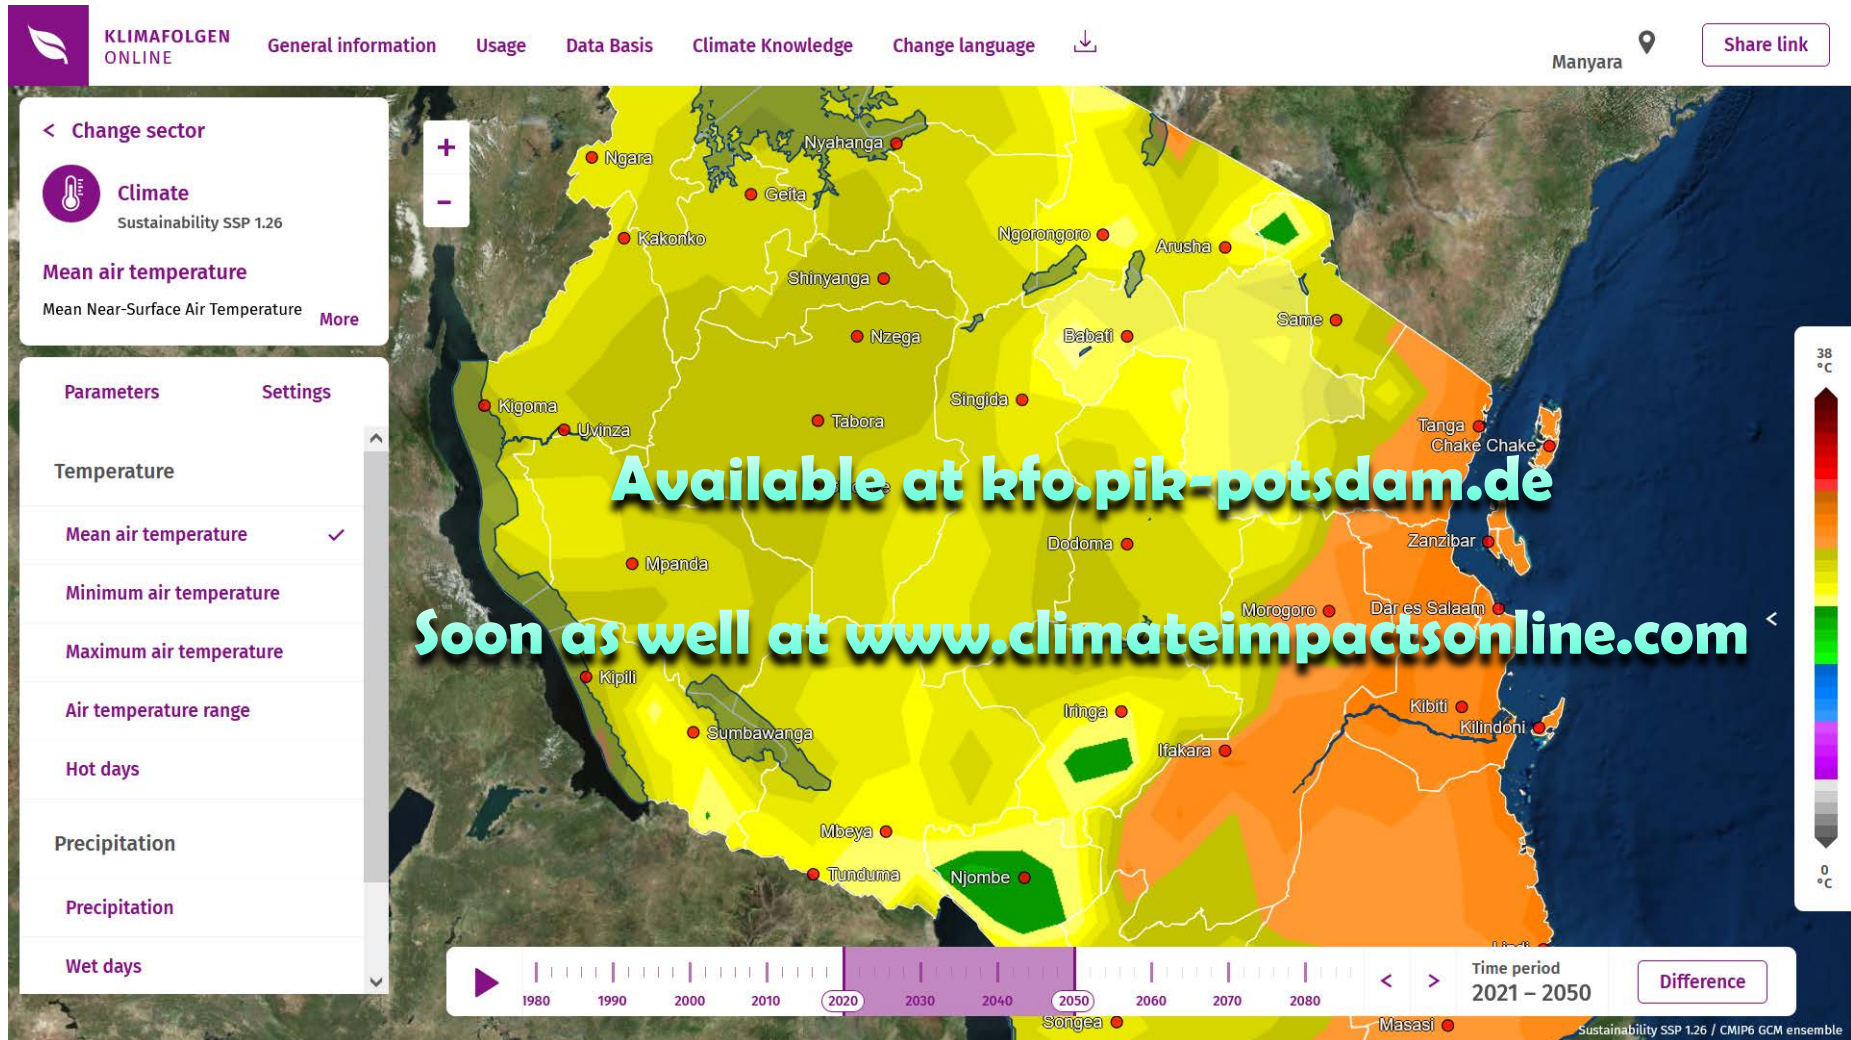 KLIMAFOLGEN
ONLINE
General information
Usage
Data Basis
Climate Knowledge
Change language
Manyara
Share link
< Change sector
Climate
Sustainability SSP 1.26
Mean air temperature
Mean Near-Surface Air Temperature
More
Parameters
Settings
Temperature
Mean air temperature
Minimum air temperature
Maximum air temperature
Air temperature range
Hot days
Precipitation
Precipitation
Wet days
+
-
Nyahanga
Ngara
Geita
Kakonko
Ngorongoro
Arusha
Shinyanga
Same
Nzega
Babati
Kigoma
Singida
Tabora
Uvinza
Tanga
Chake Chake
Available at kfo.pik-potsdam.de
Zanzibar
Dodoma
Mpanda
Morogoro
Dar es Salaam
Soon as well at www.climateimpactsonline.com
Kipili
Iringa
Kibiti
Kilindoni
Sumbawanga
Ifakara
Mbeya
Tunduma
Njombe
Lindi
Songea
Masasi
38
°C
0
°C
<
1980
1990
2000
2010
2020
2030
2040
2050
2060
2070
2080
< >
Time period
2021 – 2050
Difference
Sustainability SSP 1.26 / CMIP6 GCM ensemble